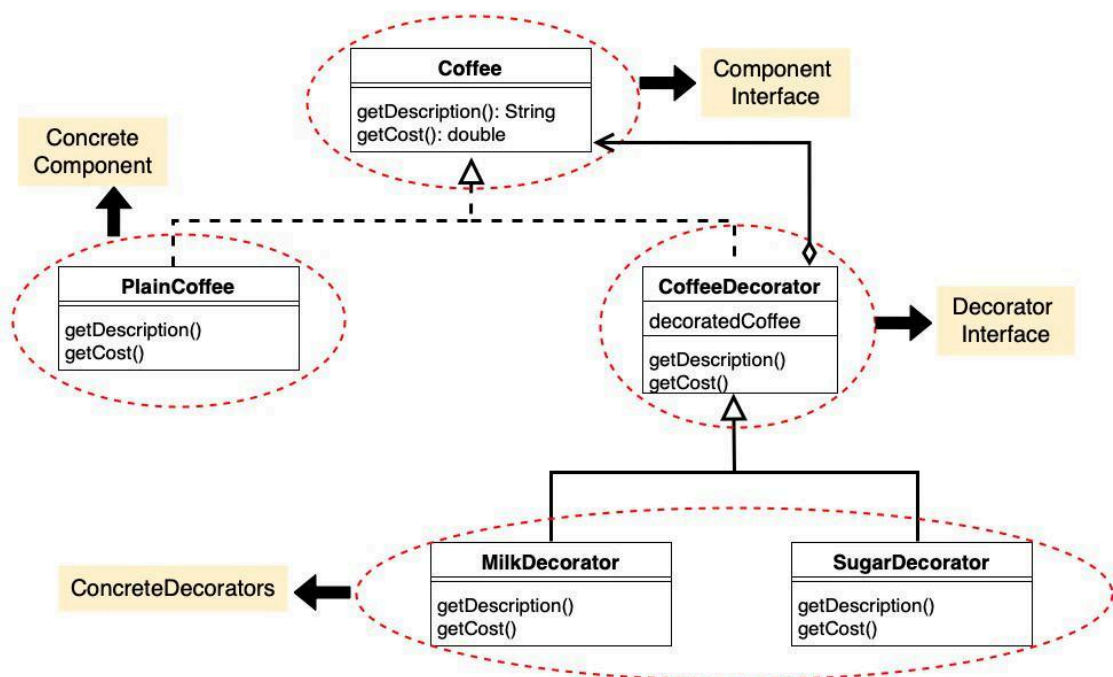 Coffee
getDescription(): String
getCost(): double
Component
Interface
Concrete
Component
PlainCoffee
getDescription()
getCost()
CoffeeDecorator
decoratedCoffee
getDescription()
getCost()
Decorator
Interface
ConcreteDecorators
MilkDecorator
getDescription()
getCost()
SugarDecorator
getDescription()
getCost()